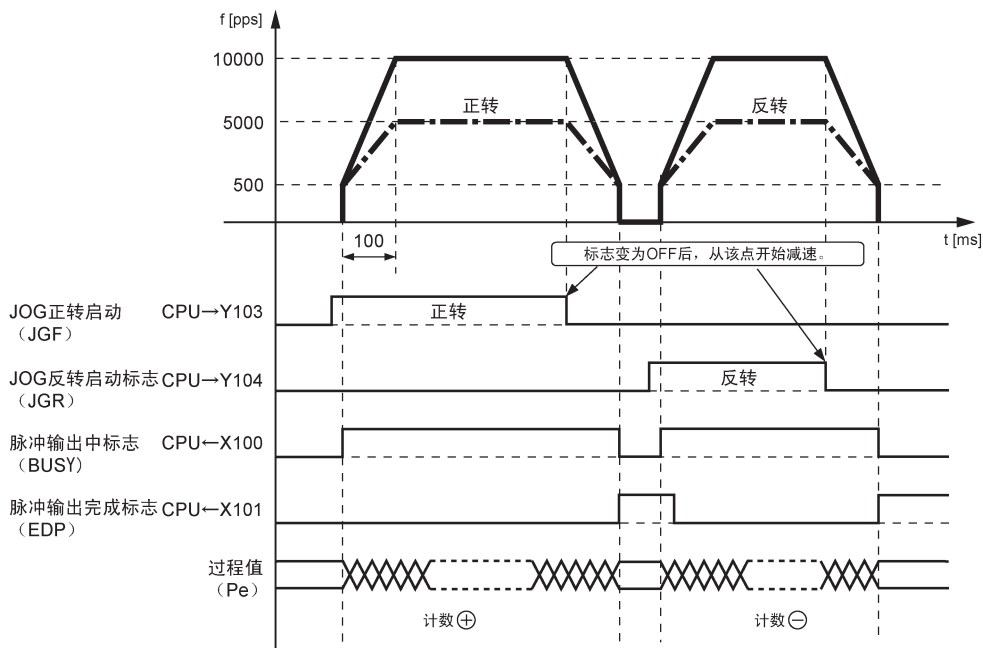 f [pps]
10000
正转
反转
5000
500
t [ms]
100
标志变为OFF后，从该点开始减速。
JOG正转启动 CPU→Y103
（JGF）
正转
JOG反转启动标志 CPU→Y104
（JGR）
反转
脉冲输出中标志 CPU←X100
（BUSY）
脉冲输出完成标志 CPU←X101
（EDP）
过程值
（Pe）
计数⊕
计数⊖